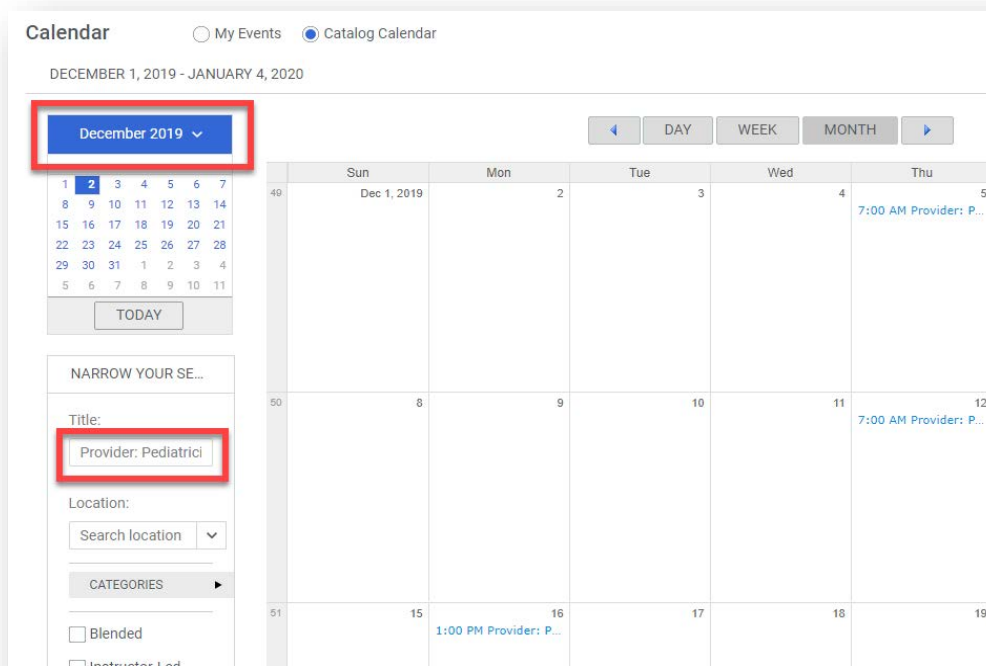 Calendar My Events Catalog Calendar
DECEMBER 1, 2019 - JANUARY 4, 2020
December 2019
1 2 3 4 5 6 7
8 9 10 11 12 13 14
15 16 17 18 19 20 21
22 23 24 25 26 27 28
29 30 31 1 2 3 4
5 6 7 8 9 10 11
TODAY
NARROW YOUR SE...
Title:
Provider: Pediatrici
Location:
Search location
CATEGORIES
Blended
Instructor Led
DAY WEEK MONTH
Sun Mon Tue Wed Thu
49 Dec 1, 2019 2 3 4 5
7:00 AM Provider: P...
50 8 9 10 11 12
7:00 AM Provider: P...
51 15 16 17 18 19
1:00 PM Provider: P...